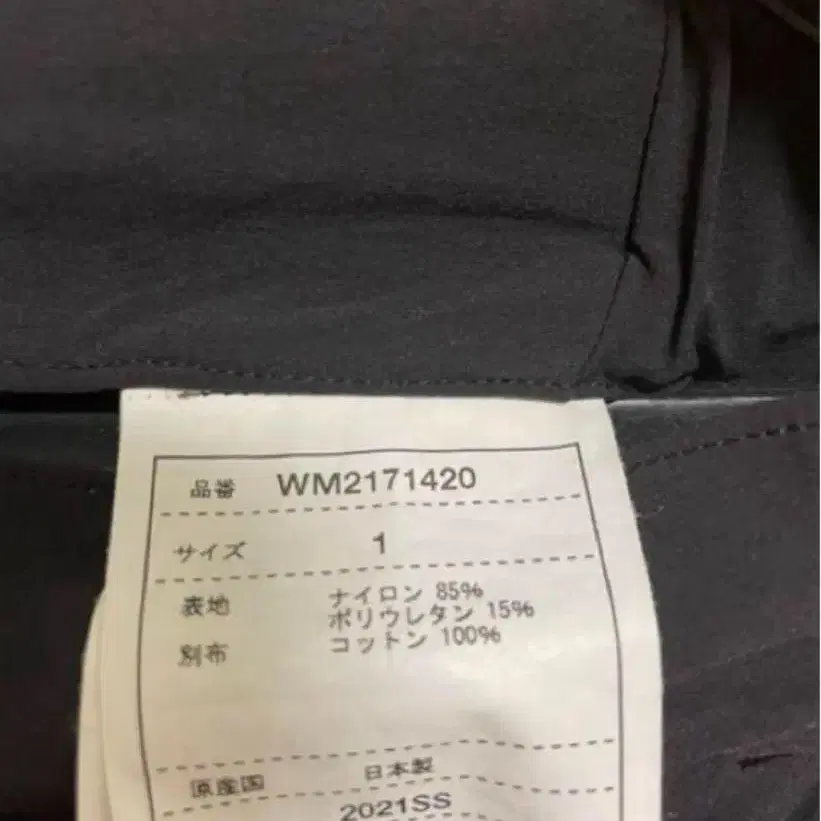 品番 WM2171420
サイズ 1
表地 ナイロン 85%
ポリウレタン 15%
別布 コットン 100%
原産国 日本製
2021SS